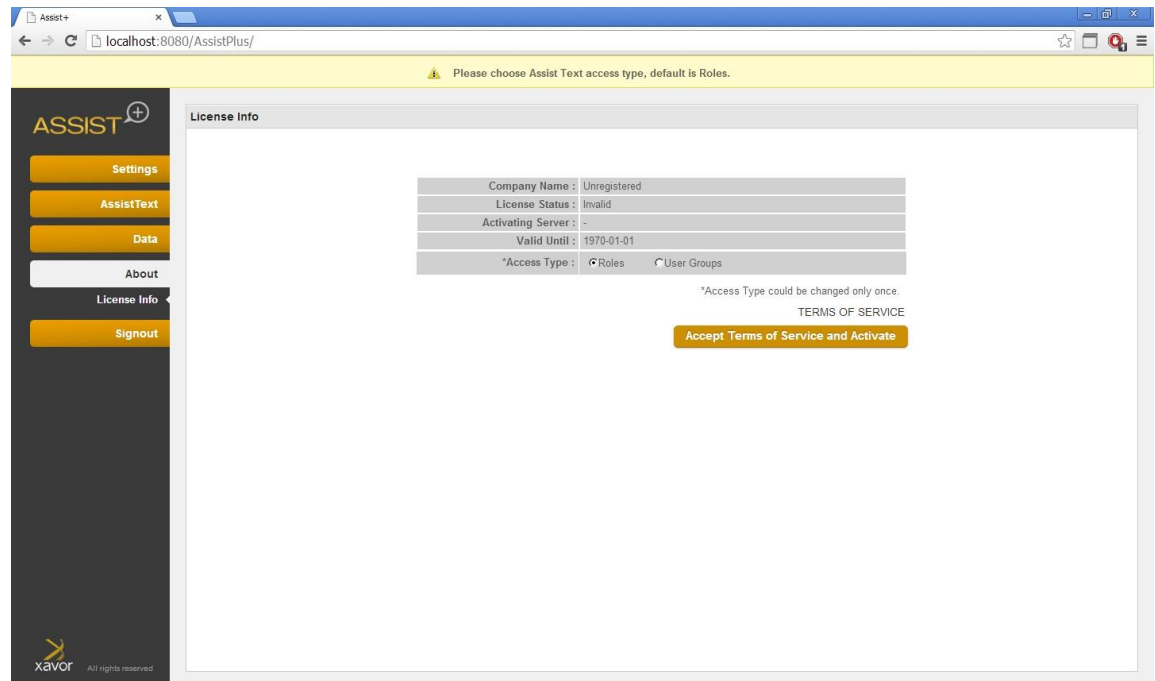 Assist+
localhost:8080/AssistPlus/
Please choose Assist Text access type, default is Roles.
ASSIST
License Info
Settings
AssistText
Data
About
License Info
Signout
Company Name : Unregistered
License Status : Invalid
Activating Server : -
Valid Until : 1970-01-01
*Access Type : Roles User Groups
*Access Type could be changed only once.
TERMS OF SERVICE
Accept Terms of Service and Activate
xavor All rights reserved